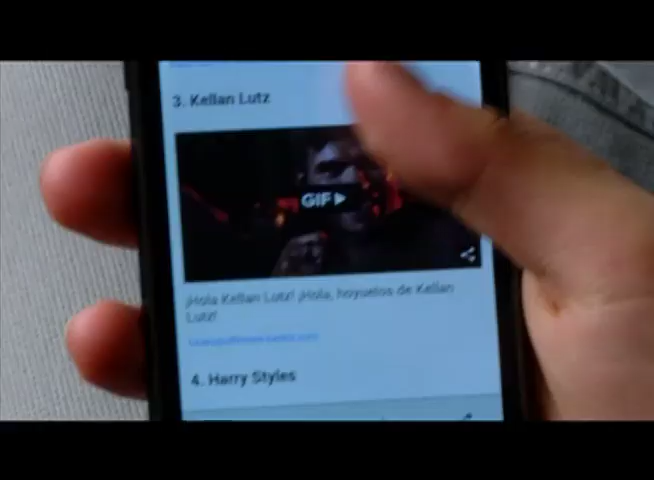 3. Kellan Lutz
GIF
¡Hola Kellan Lutz! ¡Hola, hoyuelos de Kellan
Lutz!
4. Harry Styles